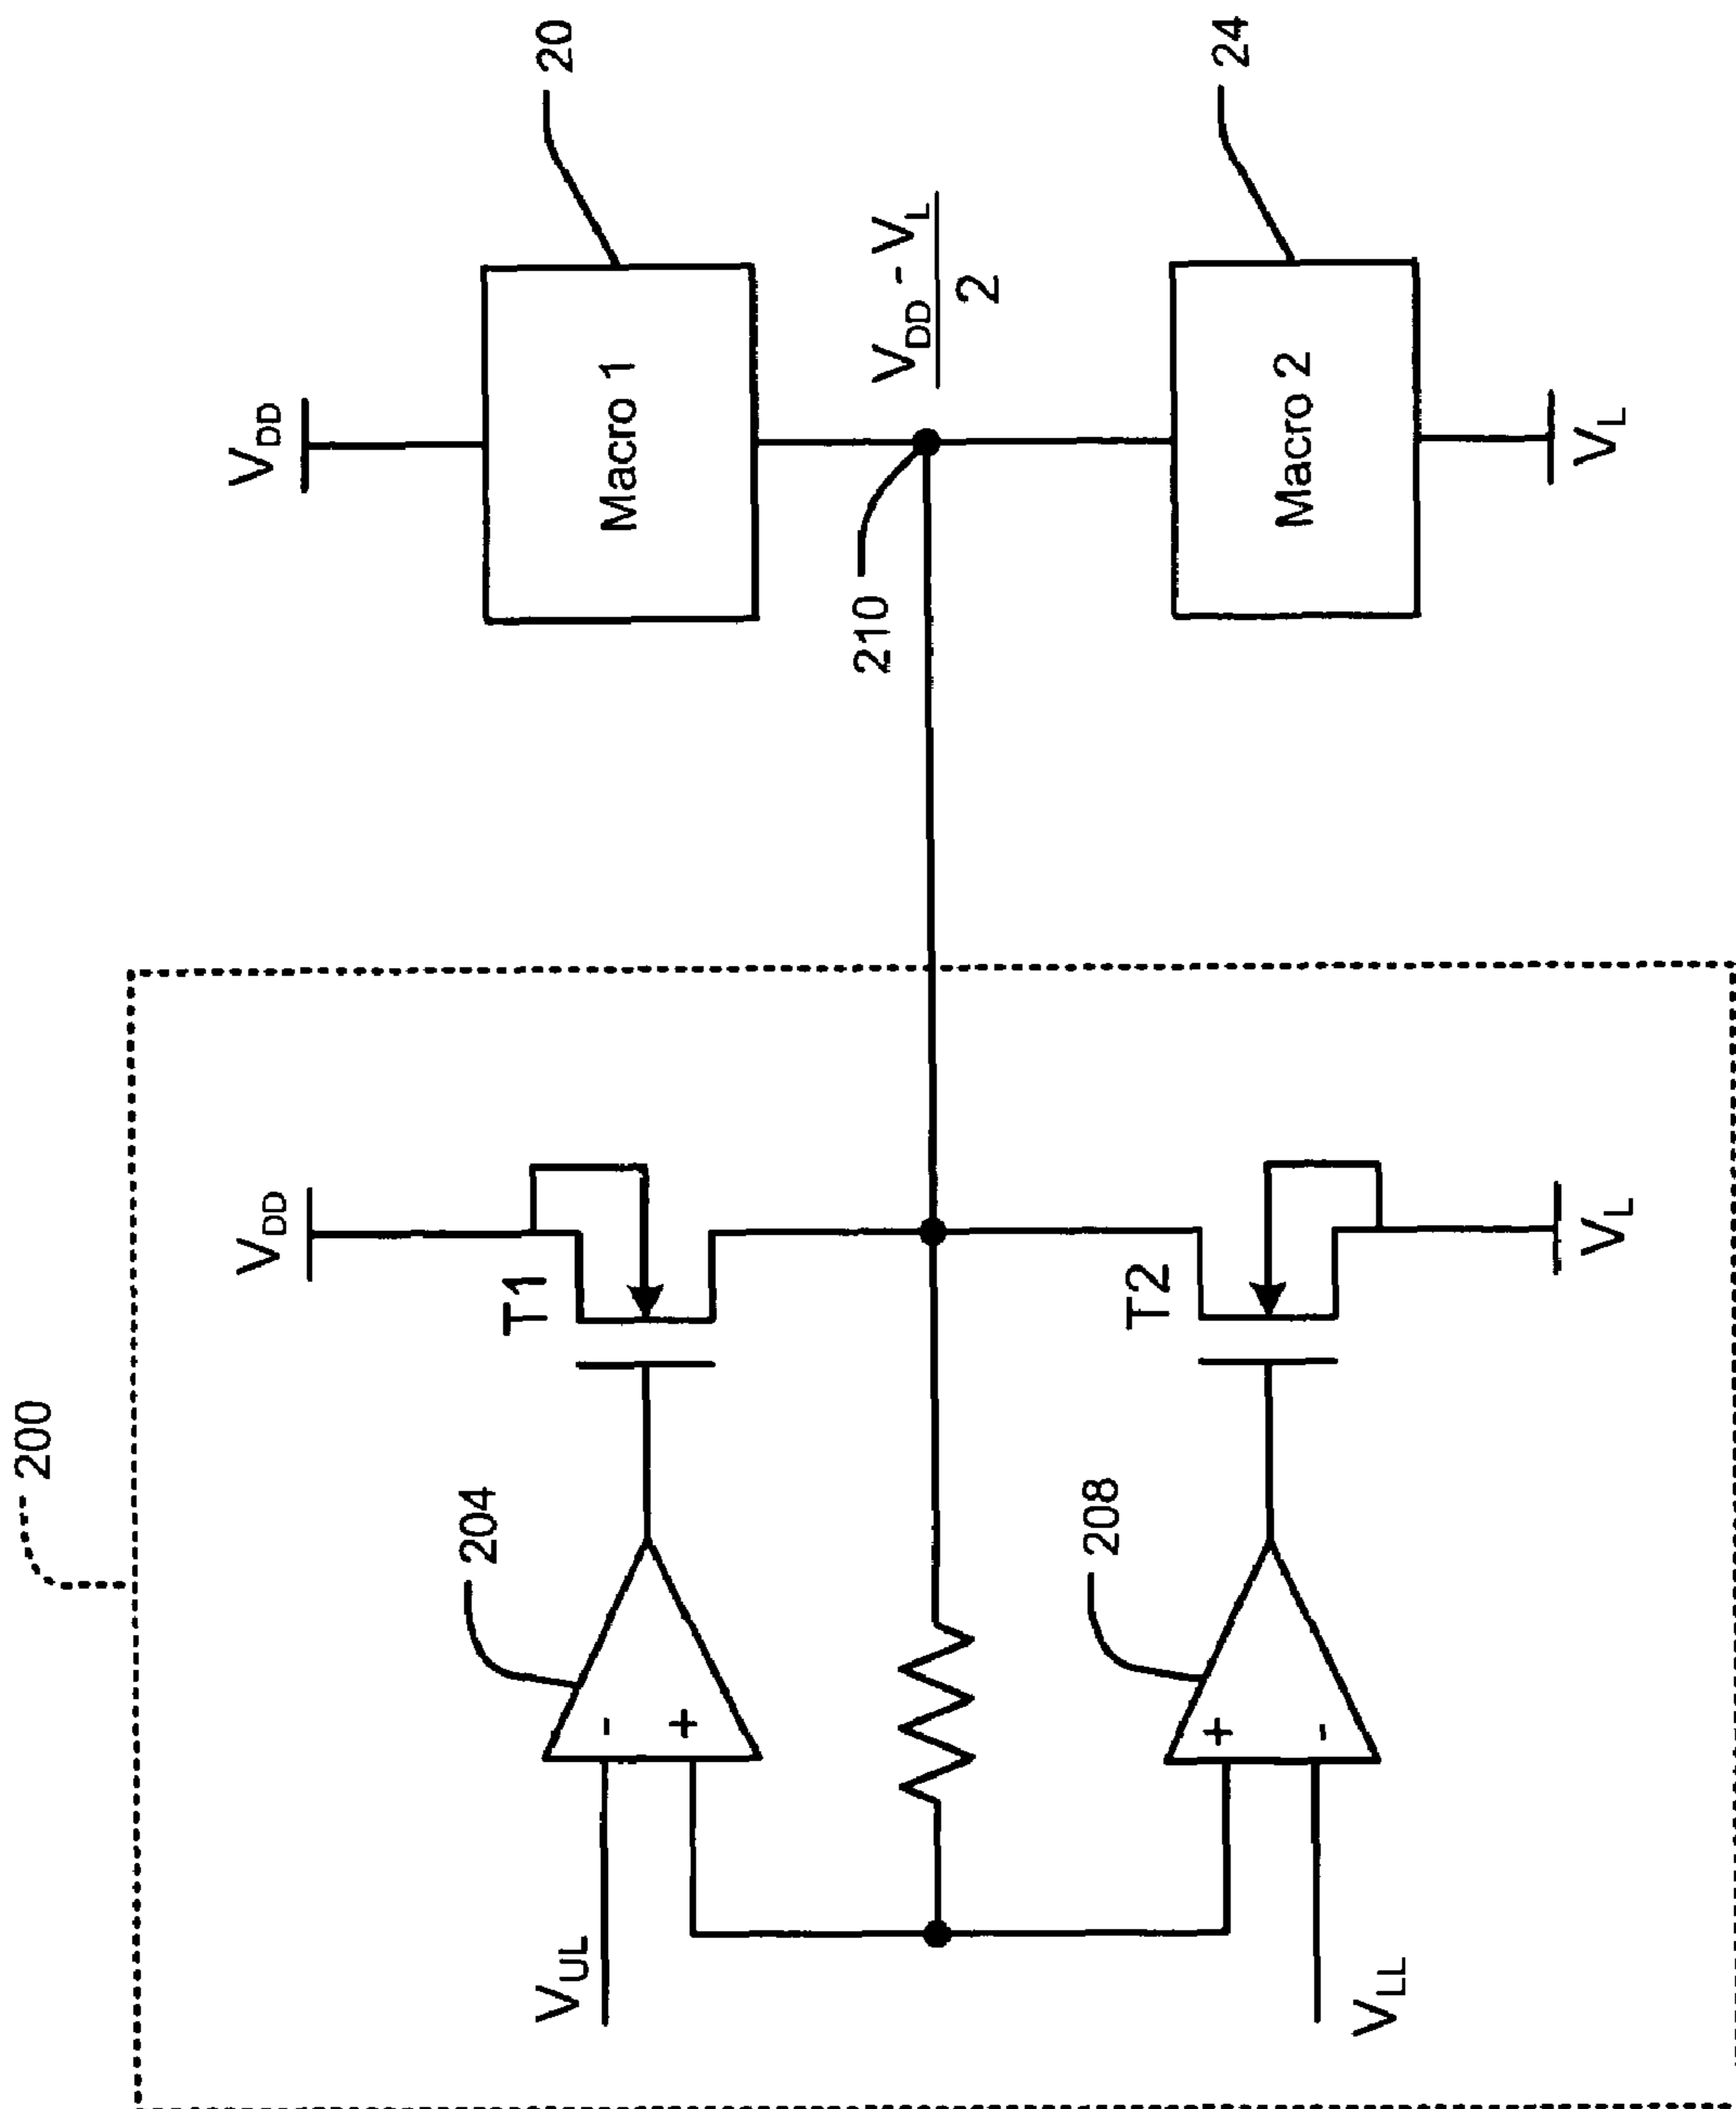 200
V_DD
V_DD
204
T1
20
V_UL
-
Macro 1
+
210
V_DD - V_L
2
208
T2
+
24
Macro 2
-
V_LL
V_L
V_L